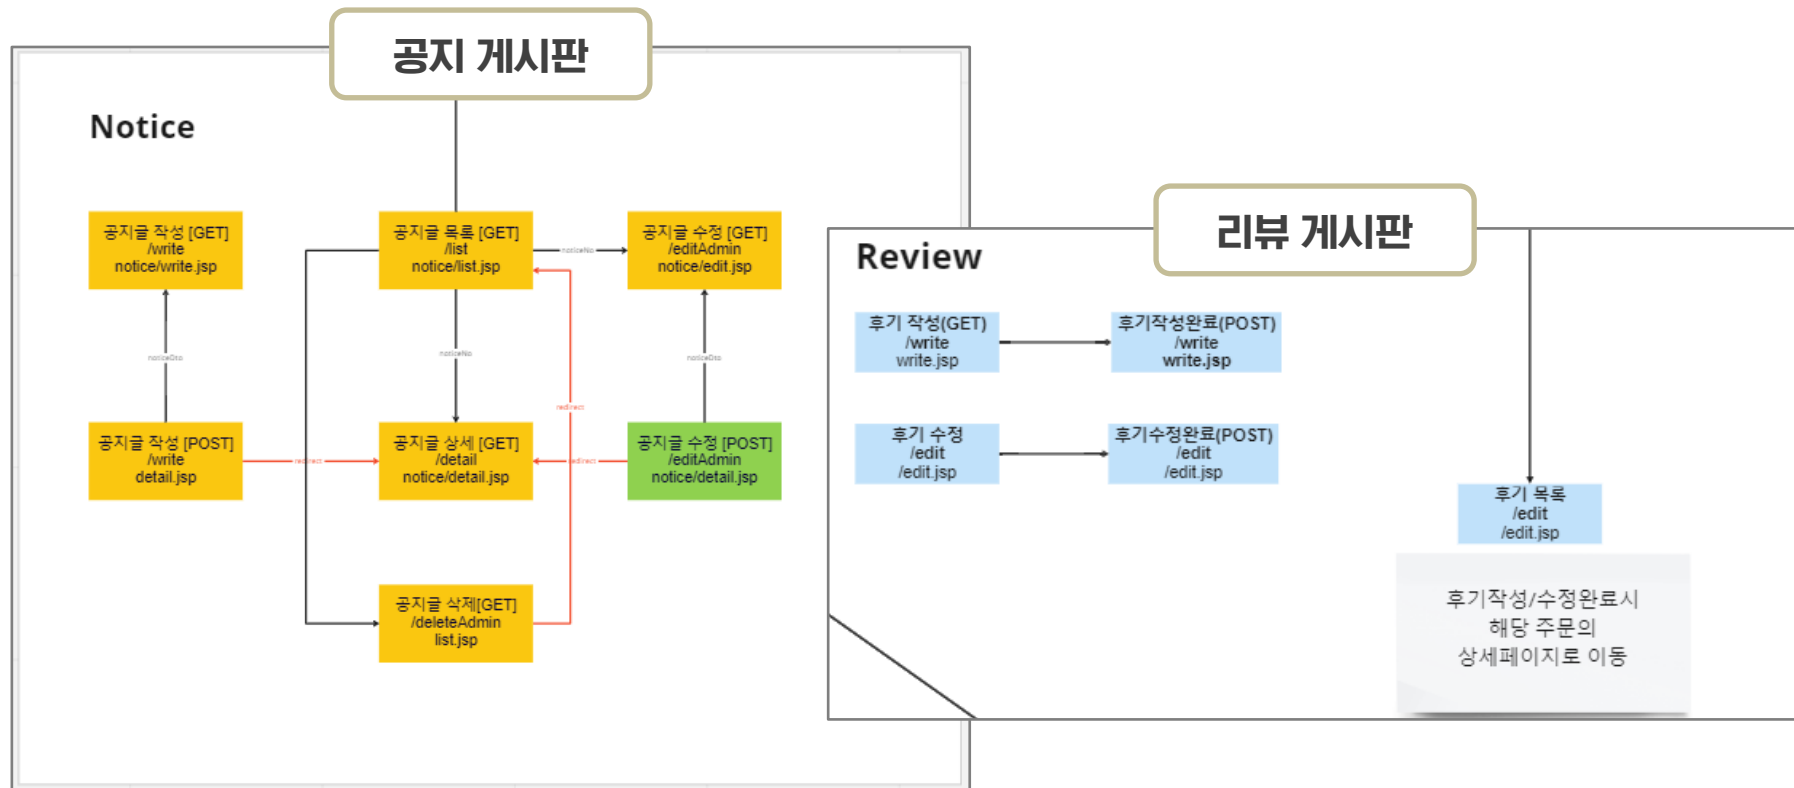 공지 게시판
Notice
공지글 작성 [GET]
/write
notice/write.jsp
공지글 목록 [GET]
/list
notice/list.jsp
공지글 수정 [GET]
/editAdmin
notice/edit.jsp
noticeNo
noticeDto
noticeNo
noticeDto
redirect
공지글 작성 [POST]
/write
detail.jsp
redirect
공지글 상세 [GET]
/detail
notice/detail.jsp
redirect
공지글 수정 [POST]
/editAdmin
notice/detail.jsp
공지글 삭제[GET]
/deleteAdmin
list.jsp
리뷰 게시판
Review
후기 작성(GET)
/write
write.jsp
후기작성완료(POST)
/write
write.jsp
후기 수정
/edit
/edit.jsp
후기수정완료(POST)
/edit
/edit.jsp
후기 목록
/edit
/edit.jsp
후기작성/수정완료시
해당 주문의
상세페이지로 이동